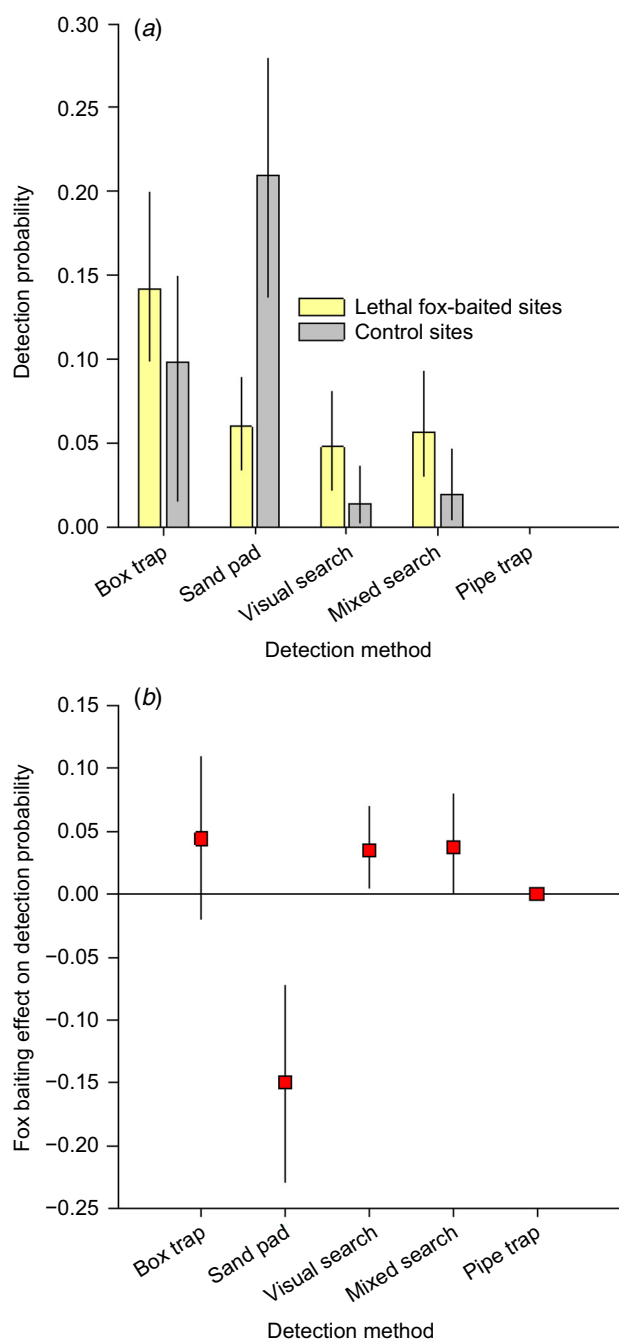 (a)
0.30
0.25
0.20
0.15
0.10
0.05
0.00
Detection probability
Lethal fox-baited sites
Control sites
Box trap
Sand pad
Visual search
Mixed search
Pipe trap
Detection method
(b)
0.15
0.10
0.05
0.00
−0.05
−0.10
−0.15
−0.20
−0.25
Fox baiting effect on detection probability
Box trap
Sand pad
Visual search
Mixed search
Pipe trap
Detection method